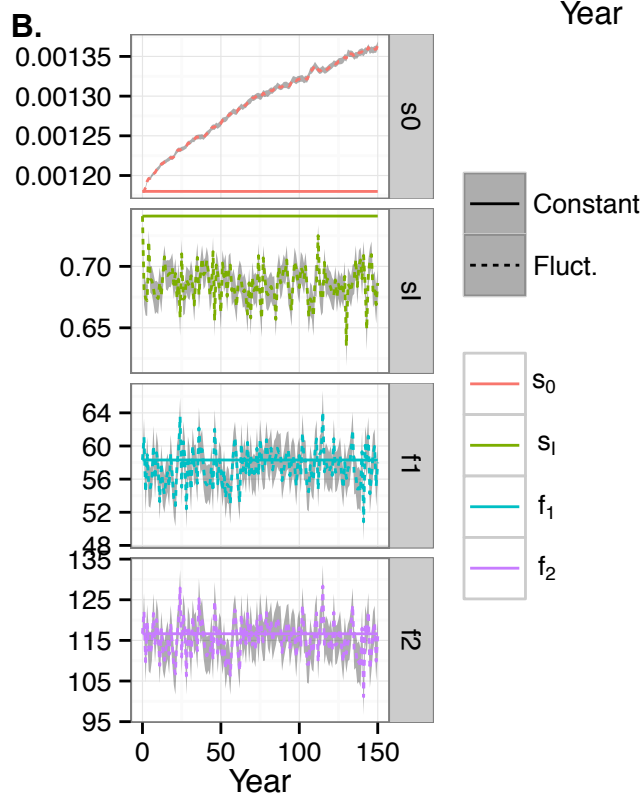 Year
B.
0.00135
0.00130
0.00125
0.00120
s0
0.70
0.65
sl
64
60
56
52
48
f1
135
125
115
105
95
f2
0 50 100 150
Year
Constant
Fluct.
s0
sl
f1
f2